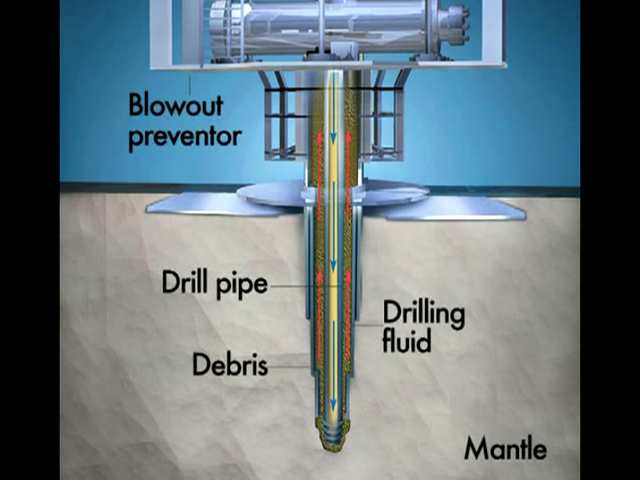 Blowout
preventor
Drill pipe
Drilling
fluid
Debris
Mantle